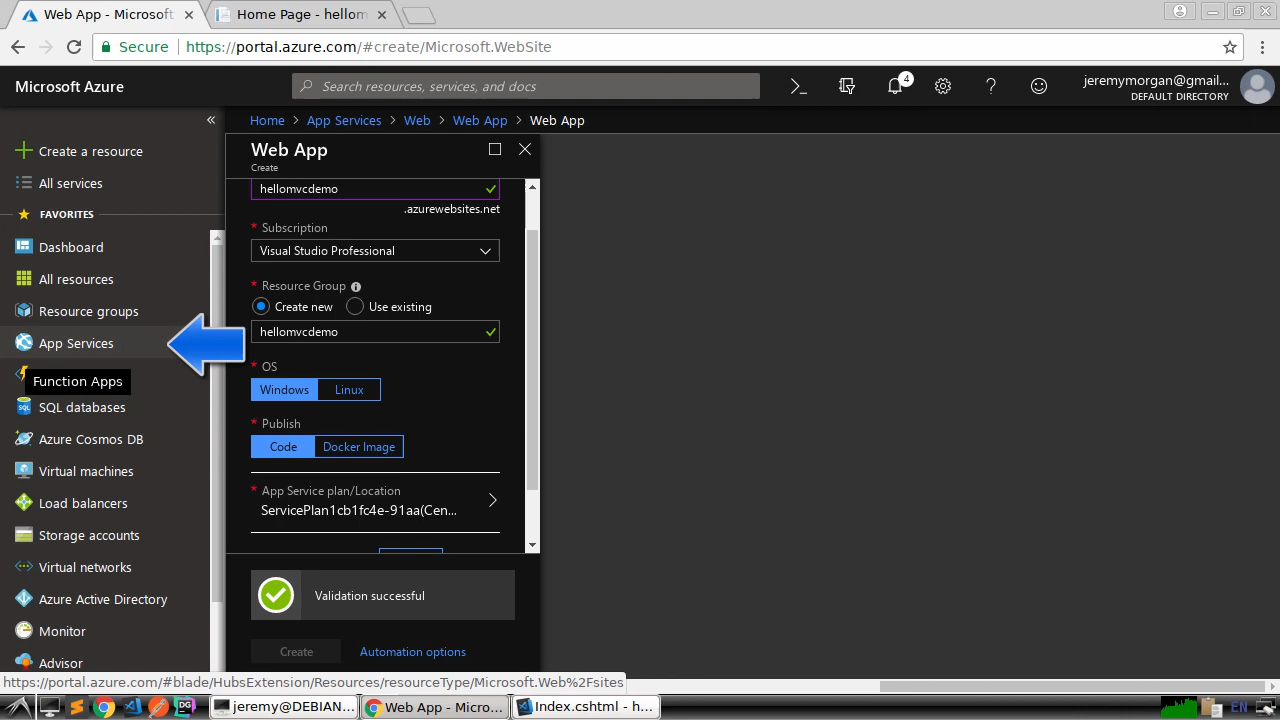 Web App - Microsoft
Home Page - hellom
Secure
https://portal.azure.com/#create/Microsoft.WebSite
Microsoft Azure
Search resources, services, and docs
4
jeremymorgan@gmail...
DEFAULT DIRECTORY
«
Home > App Services > Web > Web App > Web App
Create a resource
All services
FAVORITES
Dashboard
All resources
Resource groups
App Services
Function Apps
SQL databases
Azure Cosmos DB
Virtual machines
Load balancers
Storage accounts
Virtual networks
Azure Active Directory
Monitor
Advisor
Web App
Create
hellomvcdemo
.azurewebsites.net
* Subscription
Visual Studio Professional
* Resource Group
Create new
Use existing
hellomvcdemo
* OS
Windows
Linux
* Publish
Code
Docker Image
* App Service plan/Location
ServicePlan1cb1fc4e-91aa(Cen...
Validation successful
Create
Automation options
https://portal.azure.com/#blade/HubsExtension/Resources/resourceType/Microsoft.Web%2Fsites
DG
jeremy@DEBIAN...
Web App - Micro...
Index.cshtml - h...
EN